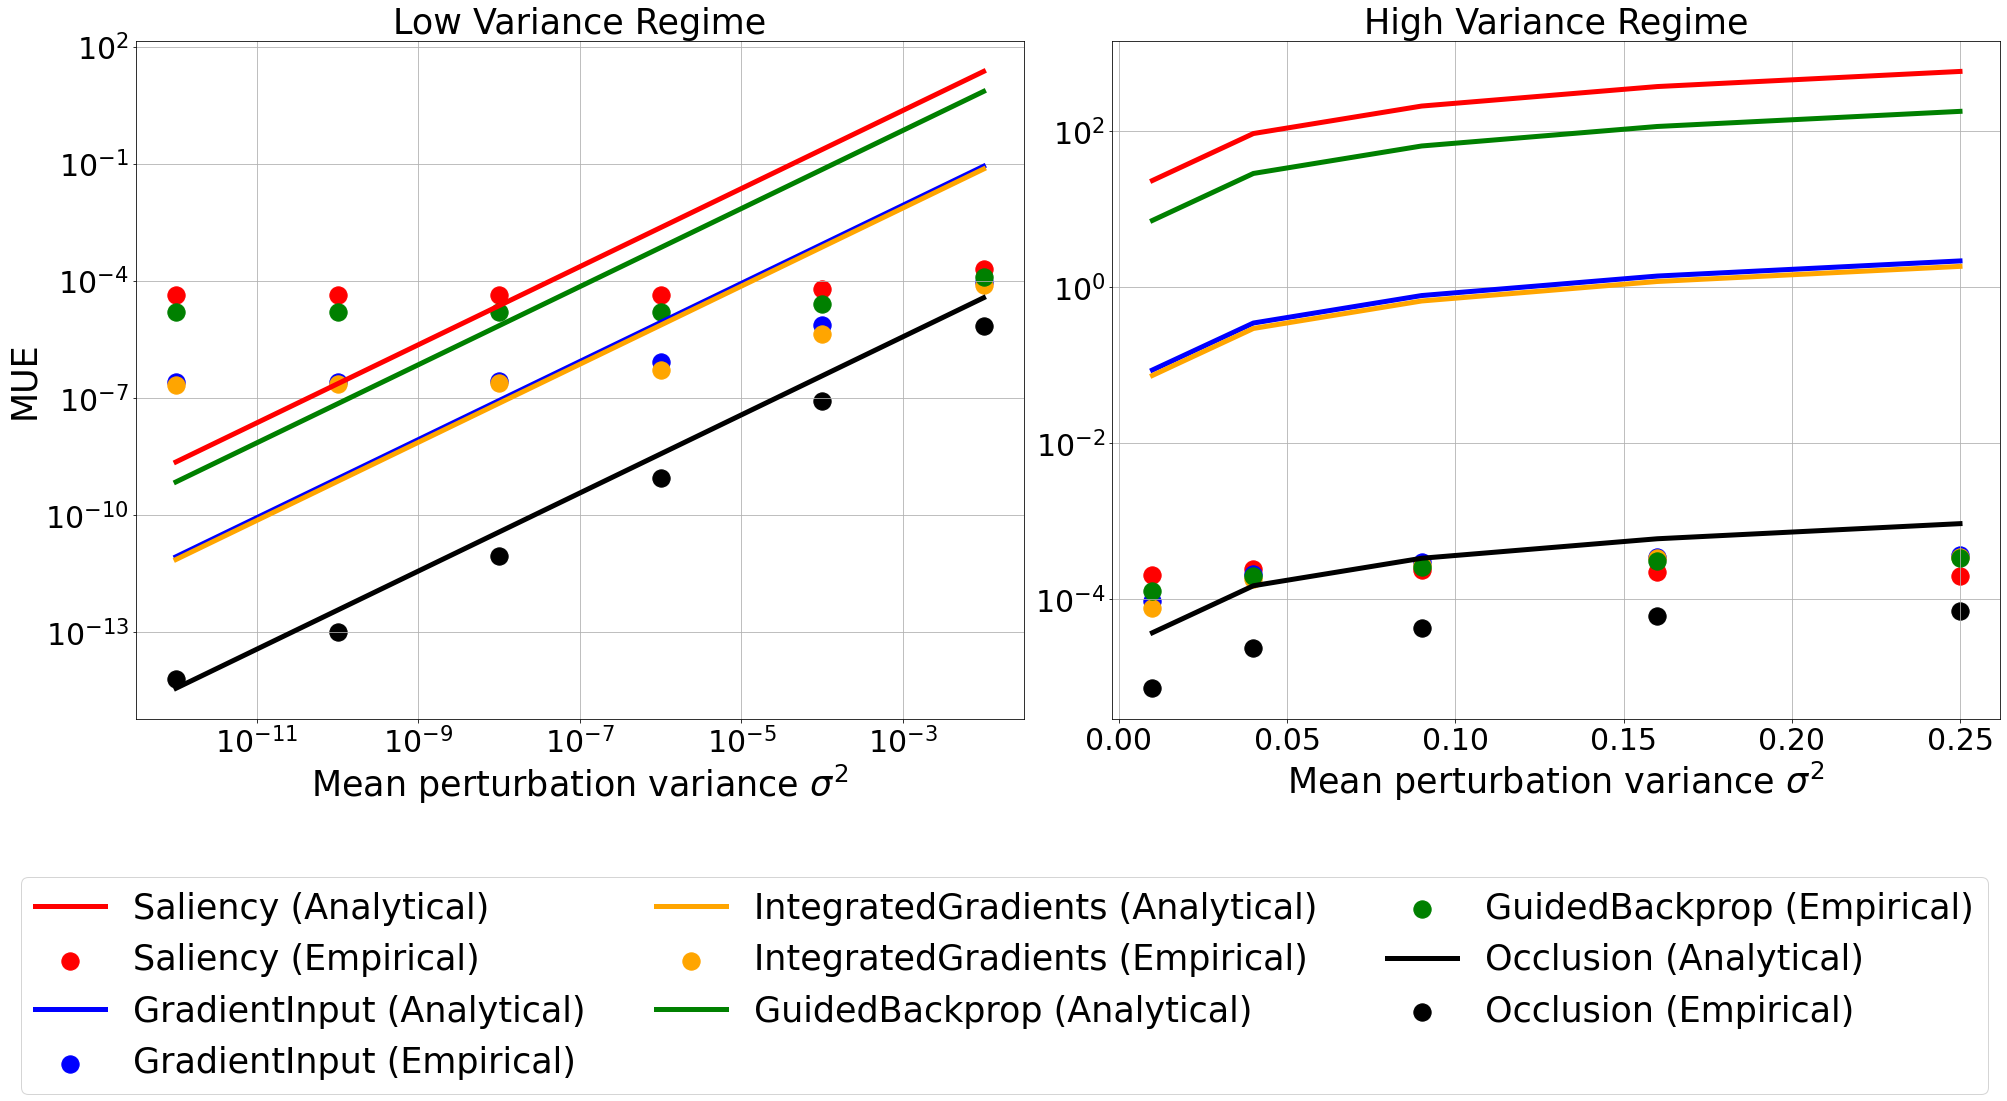 Low Variance Regime
High Variance Regime
MUE
10^2
10^-1
10^-4
10^-7
10^-10
10^-13
10^-11
10^-9
10^-7
10^-5
10^-3
Mean perturbation variance σ^2
10^2
10^0
10^-2
10^-4
0.00
0.05
0.10
0.15
0.20
0.25
Mean perturbation variance σ^2
Saliency (Analytical)
Saliency (Empirical)
GradientInput (Analytical)
GradientInput (Empirical)
IntegratedGradients (Analytical)
IntegratedGradients (Empirical)
GuidedBackprop (Analytical)
GuidedBackprop (Empirical)
Occlusion (Analytical)
Occlusion (Empirical)